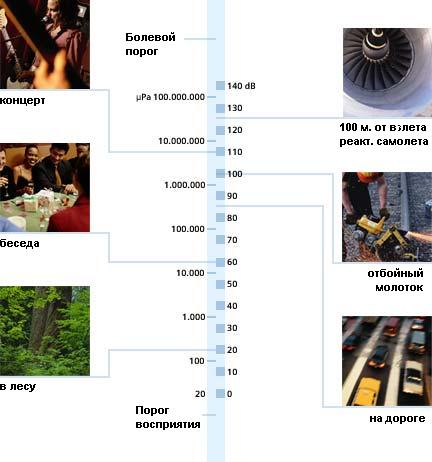 Болевой
порог
140 dB
µPa 100.000.000
130
концерт
120
100 м. от взлета
реакт. самолета
10.000.000
110
100
1.000.000
90
80
100.000
70
беседа
60
отбойный
молоток
10.000
50
40
1.000
30
20
100
10
в лесу
20
0
Порог
восприятия
на дороге